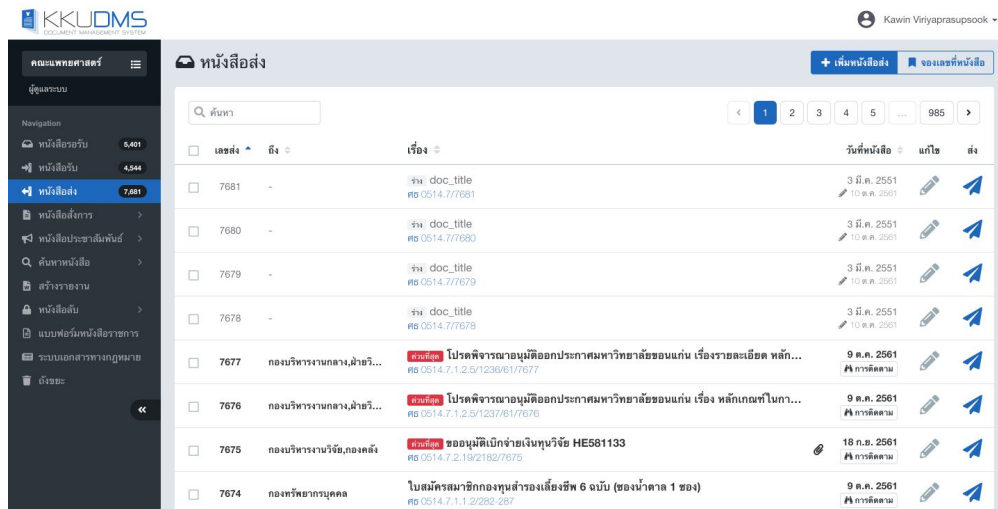 KKUDMS
DOCUMENT MANAGEMENT SYSTEM
Kawin Viriyaprasupsook
คณะแพทยศาสตร์
ผู้ดูแลระบบ
Navigation
หนังสือรอรับ 5,401
หนังสือรับ 4,544
หนังสือส่ง 7,681
หนังสือสั่งการ
หนังสือประชาสัมพันธ์
ค้นหาหนังสือ
สร้างรายงาน
หนังสือลับ
แบบฟอร์มหนังสือราชการ
ระบบเอกสารทางกฎหมาย
ถังขยะ
หนังสือส่ง
+ เพิ่มหนังสือส่ง จองเลขที่หนังสือ
ค้นหา
< 1 2 3 4 5 ... 985 >
เลขส่ง ถึง เรื่อง วันที่หนังสือ แก้ไข ส่ง
7681 - ร่าง doc_title 3 มี.ค. 2551
ศธ 0514.7/7681 10 ต.ค. 2561
7680 - ร่าง doc_title 3 มี.ค. 2551
ศธ 0514.7/7680 10 ต.ค. 2561
7679 - ร่าง doc_title 3 มี.ค. 2551
ศธ 0514.7/7679 10 ต.ค. 2561
7678 - ร่าง doc_title 3 มี.ค. 2551
ศธ 0514.7/7678 10 ต.ค. 2561
7677 กองบริหารงานกลาง,ฝ่ายวิ... ด่วนที่สุด โปรดพิจารณาอนุมัติออกประกาศมหาวิทยาลัยขอนแก่น เรื่องรายละเอียด หลัก... 9 ต.ค. 2561
ศธ 0514.7.1.2.5/1236/61/7677 การติดตาม
7676 กองบริหารงานกลาง,ฝ่ายวิ... ด่วนที่สุด โปรดพิจารณาอนุมัติออกประกาศมหาวิทยาลัยขอนแก่น เรื่อง หลักเกณฑ์ในกา... 9 ต.ค. 2561
ศธ 0514.7.1.2.5/1237/61/7676 การติดตาม
7675 กองบริหารงานวิจัย,กองคลัง ด่วนที่สุด ขออนุมัติเบิกจ่ายเงินทุนวิจัย HE581133 18 ก.ย. 2561
ศธ 0514.7.2.19/2182/7675 การติดตาม
7674 กองทรัพยากรบุคคล ใบสมัครสมาชิกกองทุนสำรองเลี้ยงชีพ 6 ฉบับ (ซองน้ำตาล 1 ซอง) 9 ต.ค. 2561
ศธ 0514.7.1.1.2/282-287 การติดตาม